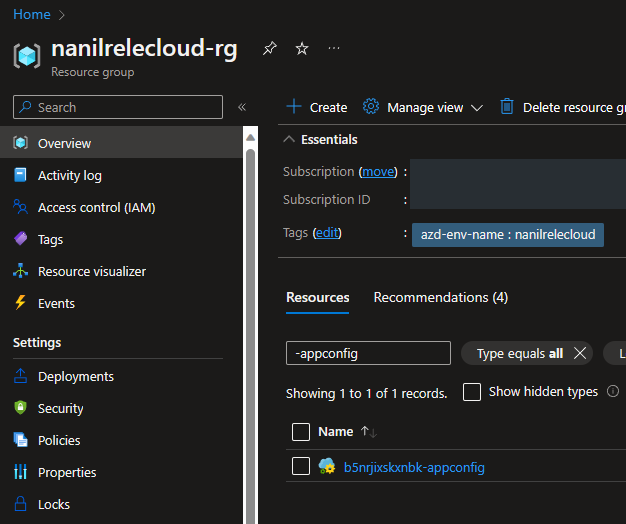 Home
nanilrelecloud-rg
Resource group
Search
Create
Manage view
Delete resource g
Overview
Activity log
Access control (IAM)
Tags
Resource visualizer
Events
Settings
Deployments
Security
Policies
Properties
Locks
Essentials
Subscription (move) :
Subscription ID :
Tags (edit) : azd-env-name : nanilrelecloud
Resources Recommendations (4)
-appconfig Type equals all L
Showing 1 to 1 of 1 records. Show hidden types
Name
b5nrjixskxnbk-appconfig